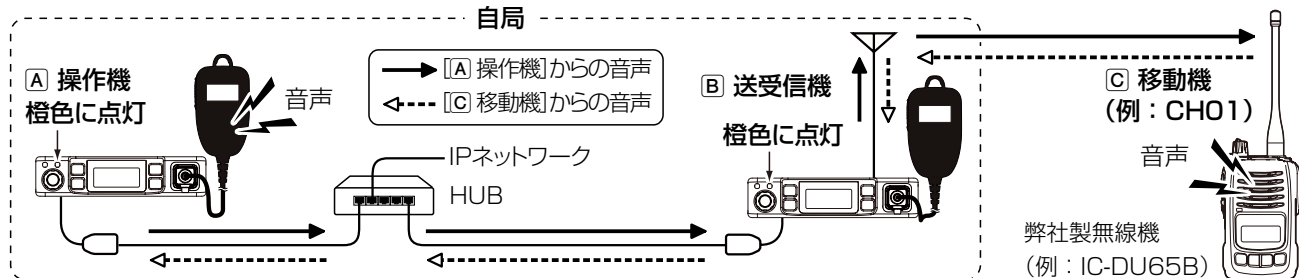 自局
A 操作機
橙色に点灯
音声
[A 操作機]からの音声
[C 移動機]からの音声
IPネットワーク
HUB
B 送受信機
橙色に点灯
C 移動機
(例:CH01)
音声
弊社製無線機
(例:IC-DU65B)